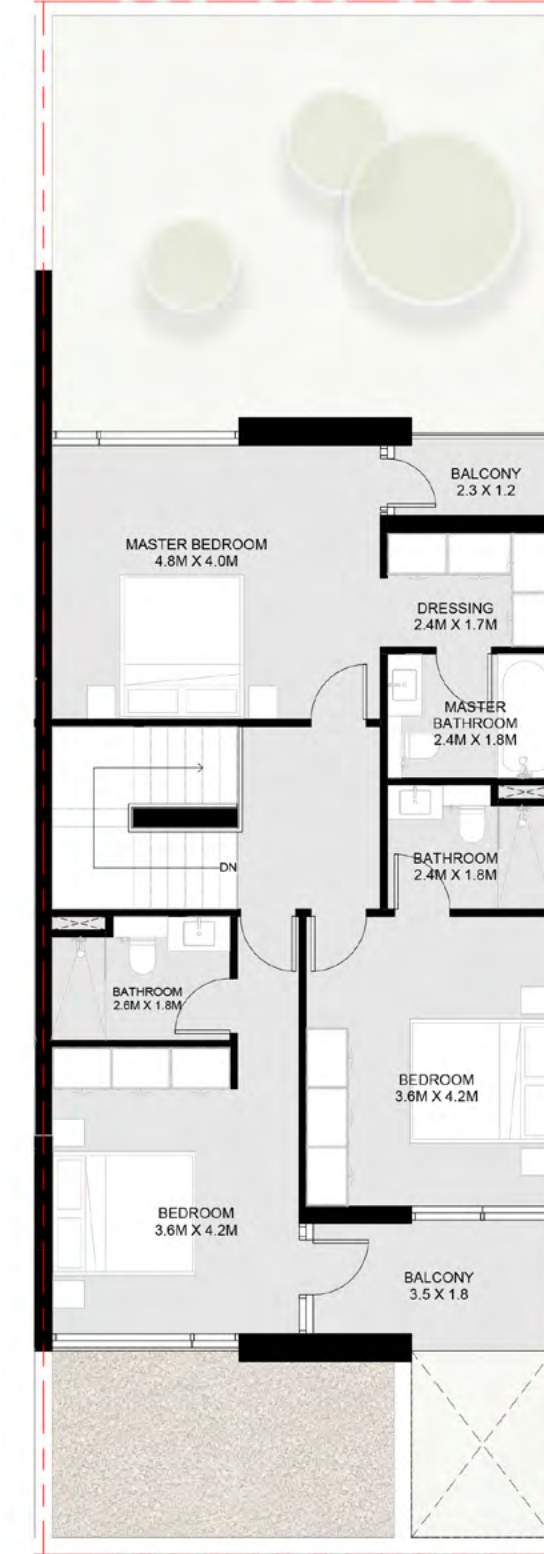 BALCONY
2.3 X 1.2
MASTER BEDROOM
4.8M X 4.0M
DRESSING
2.4M X 1.7M
MASTER
BATHROOM
2.4M X 1.8M
BATHROOM
2.4M X 1.8M
DN
BATHROOM
2.6M X 1.8M
BEDROOM
3.6M X 4.2M
BEDROOM
3.6M X 4.2M
BALCONY
3.5 X 1.8